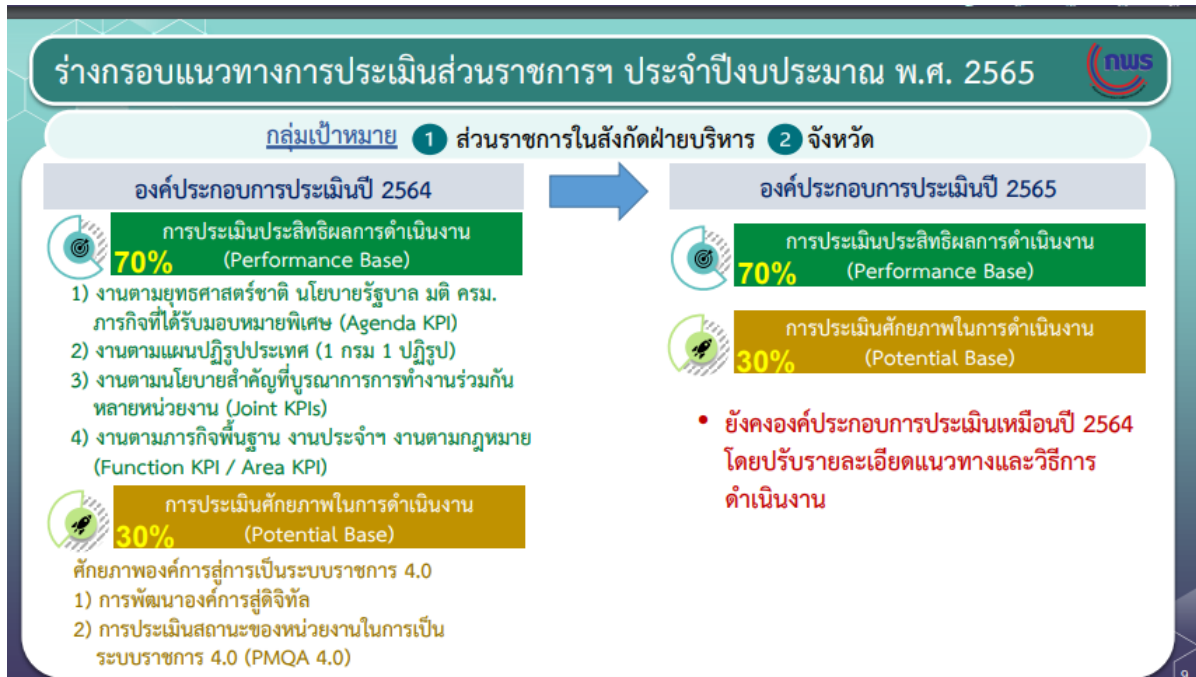 ร่างกรอบแนวทางการประเมินส่วนราชการฯ ประจำปีงบประมาณ พ.ศ. 2565
กพร
กลุ่มเป้าหมาย 1 ส่วนราชการในสังกัดฝ่ายบริหาร 2 จังหวัด
องค์ประกอบการประเมินปี 2564
การประเมินประสิทธิผลการดำเนินงาน
70% (Performance Base)
1) งานตามยุทธศาสตร์ชาติ นโยบายรัฐบาล มติ ครม.
ภารกิจที่ได้รับมอบหมายพิเศษ (Agenda KPI)
2) งานตามแผนปฏิรูปประเทศ (1 กรม 1 ปฏิรูป)
3) งานตามนโยบายสำคัญที่บูรณาการการทำงานร่วมกัน
หลายหน่วยงาน (Joint KPIs)
4) งานตามภารกิจพื้นฐาน งานประจำฯ งานตามกฎหมาย
(Function KPI / Area KPI)
การประเมินศักยภาพในการดำเนินงาน
30% (Potential Base)
ศักยภาพองค์การสู่การเป็นระบบราชการ 4.0
1) การพัฒนาองค์การสู่ดิจิทัล
2) การประเมินสถานะของหน่วยงานในการเป็น
ระบบราชการ 4.0 (PMQA 4.0)
องค์ประกอบการประเมินปี 2565
การประเมินประสิทธิผลการดำเนินงาน
70% (Performance Base)
การประเมินศักยภาพในการดำเนินงาน
30% (Potential Base)
• ยังคงองค์ประกอบการประเมินเหมือนปี 2564
โดยปรับรายละเอียดแนวทางและวิธีการ
ดำเนินงาน
9